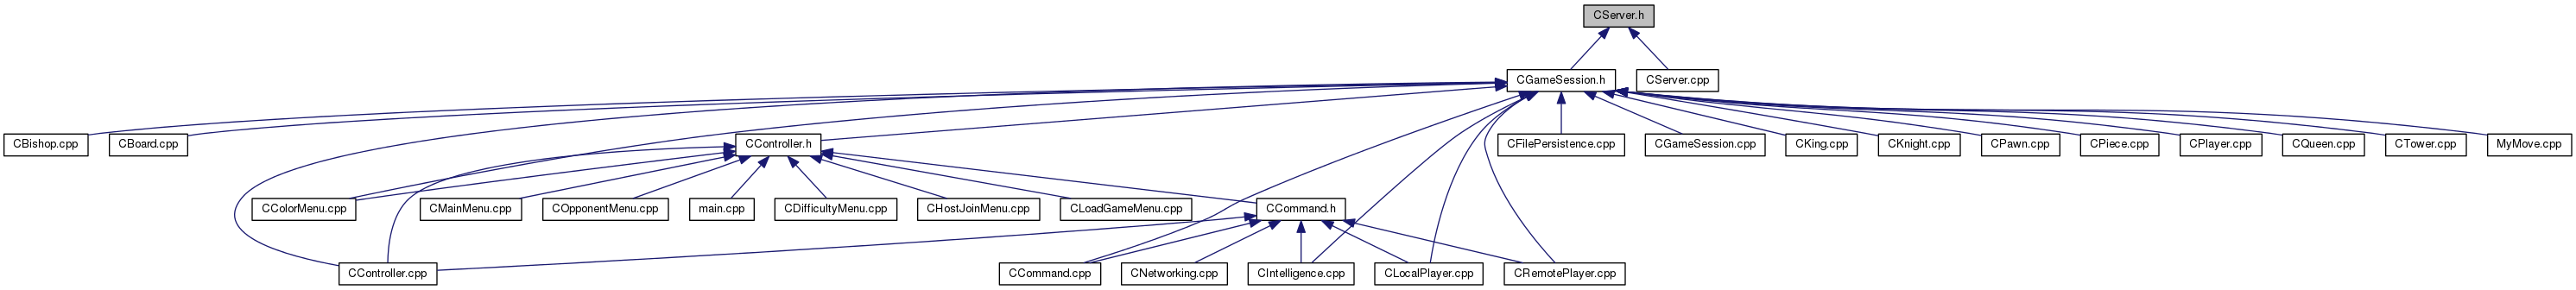 CServer.h
CGameSession.h
CServer.cpp
CBishop.cpp
CBoard.cpp
CController.h
CFilePersistence.cpp
CGameSession.cpp
CKing.cpp
CKnight.cpp
CPawn.cpp
CPiece.cpp
CPlayer.cpp
CQueen.cpp
CTower.cpp
MyMove.cpp
CColorMenu.cpp
CMainMenu.cpp
COpponentMenu.cpp
main.cpp
CDifficultyMenu.cpp
CHostJoinMenu.cpp
CLoadGameMenu.cpp
CCommand.h
CController.cpp
CCommand.cpp
CNetworking.cpp
CIntelligence.cpp
CLocalPlayer.cpp
CRemotePlayer.cpp